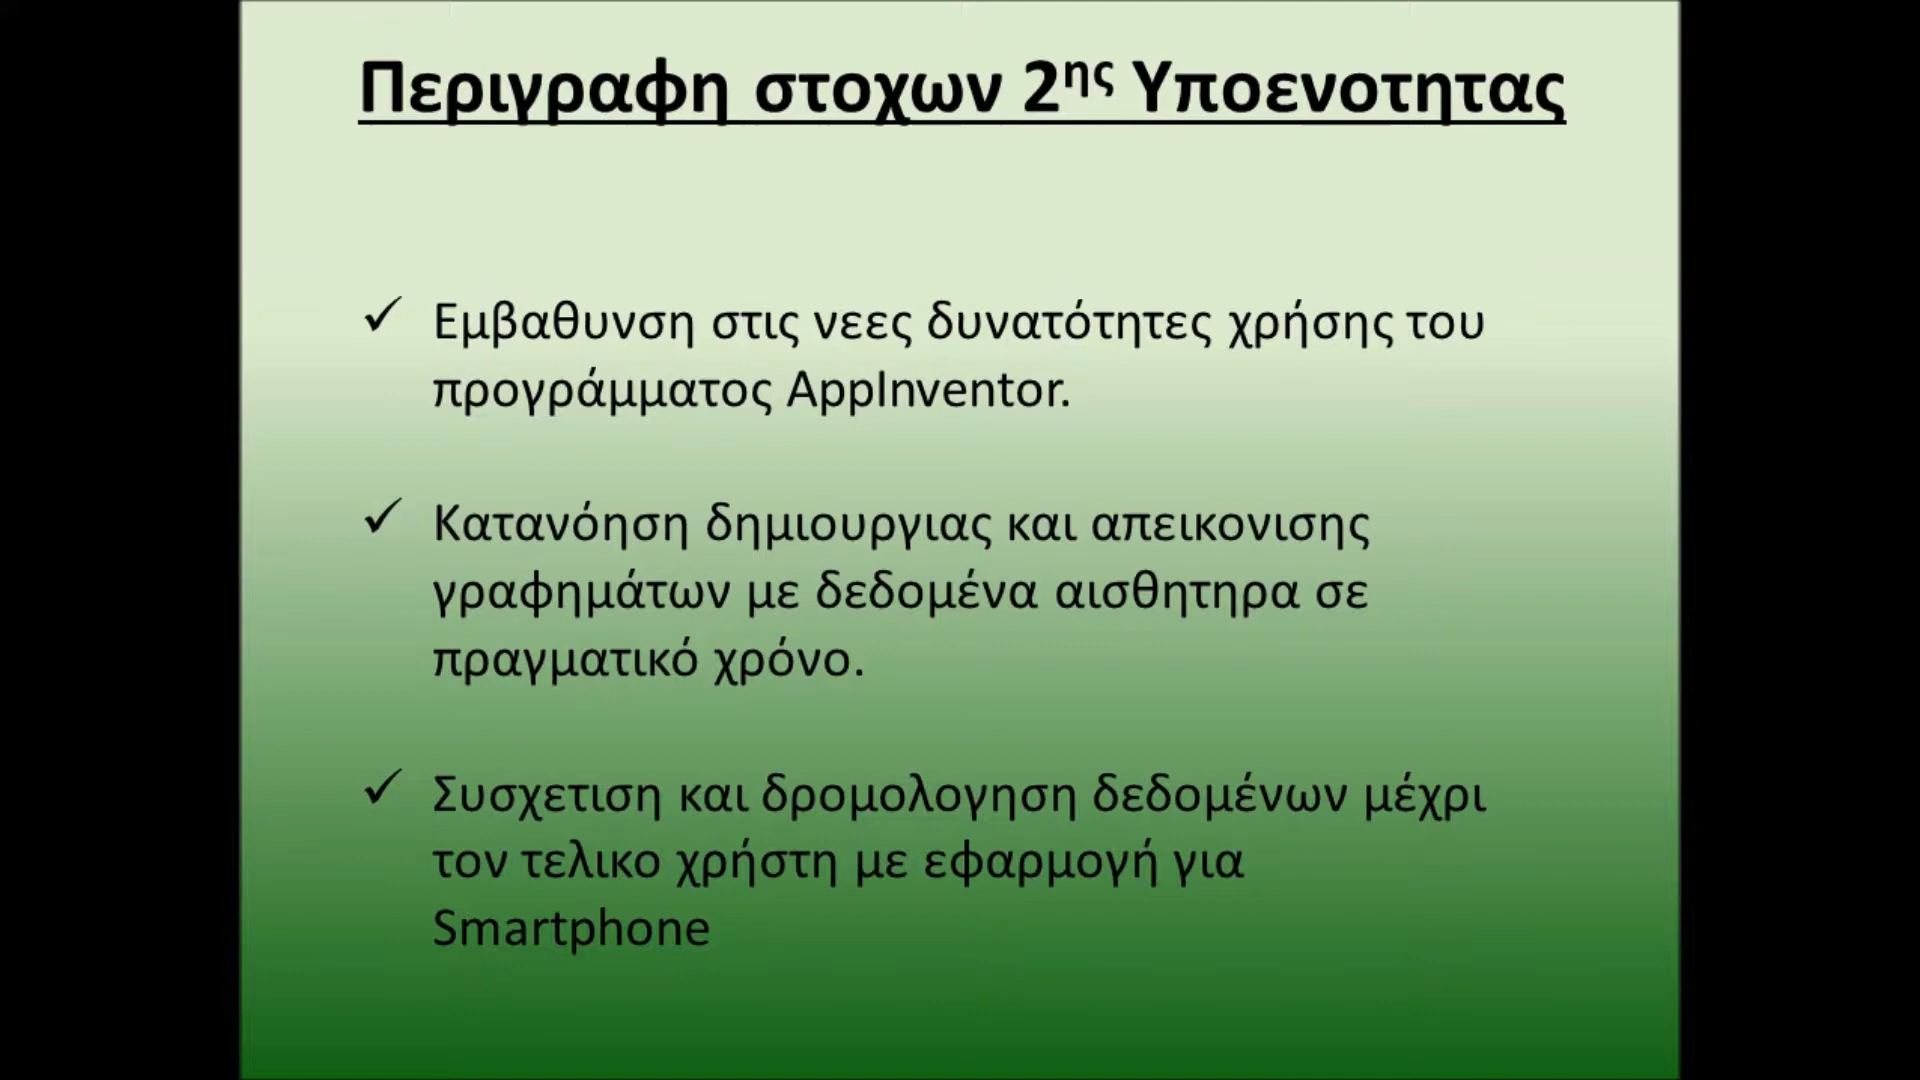 Περιγραφη στοχων 2ης Υποενοτητας
✓ Εμβαθυνση στις νεες δυνατότητες χρήσης του
προγράμματος AppInventor.
✓ Κατανόηση δημιουργιας και απεικονισης
γραφημάτων με δεδομένα αισθητηρα σε
πραγματικό χρόνο.
✓ Συσχετιση και δρομολογηση δεδομένων μέχρι
τον τελικο χρήστη με εφαρμογή για
Smartphone